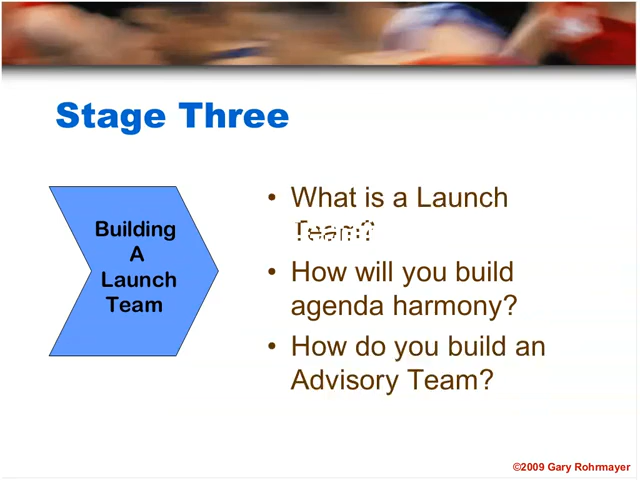 Stage Three
Building
A
Launch
Team
• What is a Launch
Team?
• How will you build
agenda harmony?
• How do you build an
Advisory Team?
©2009 Gary Rohrmayer